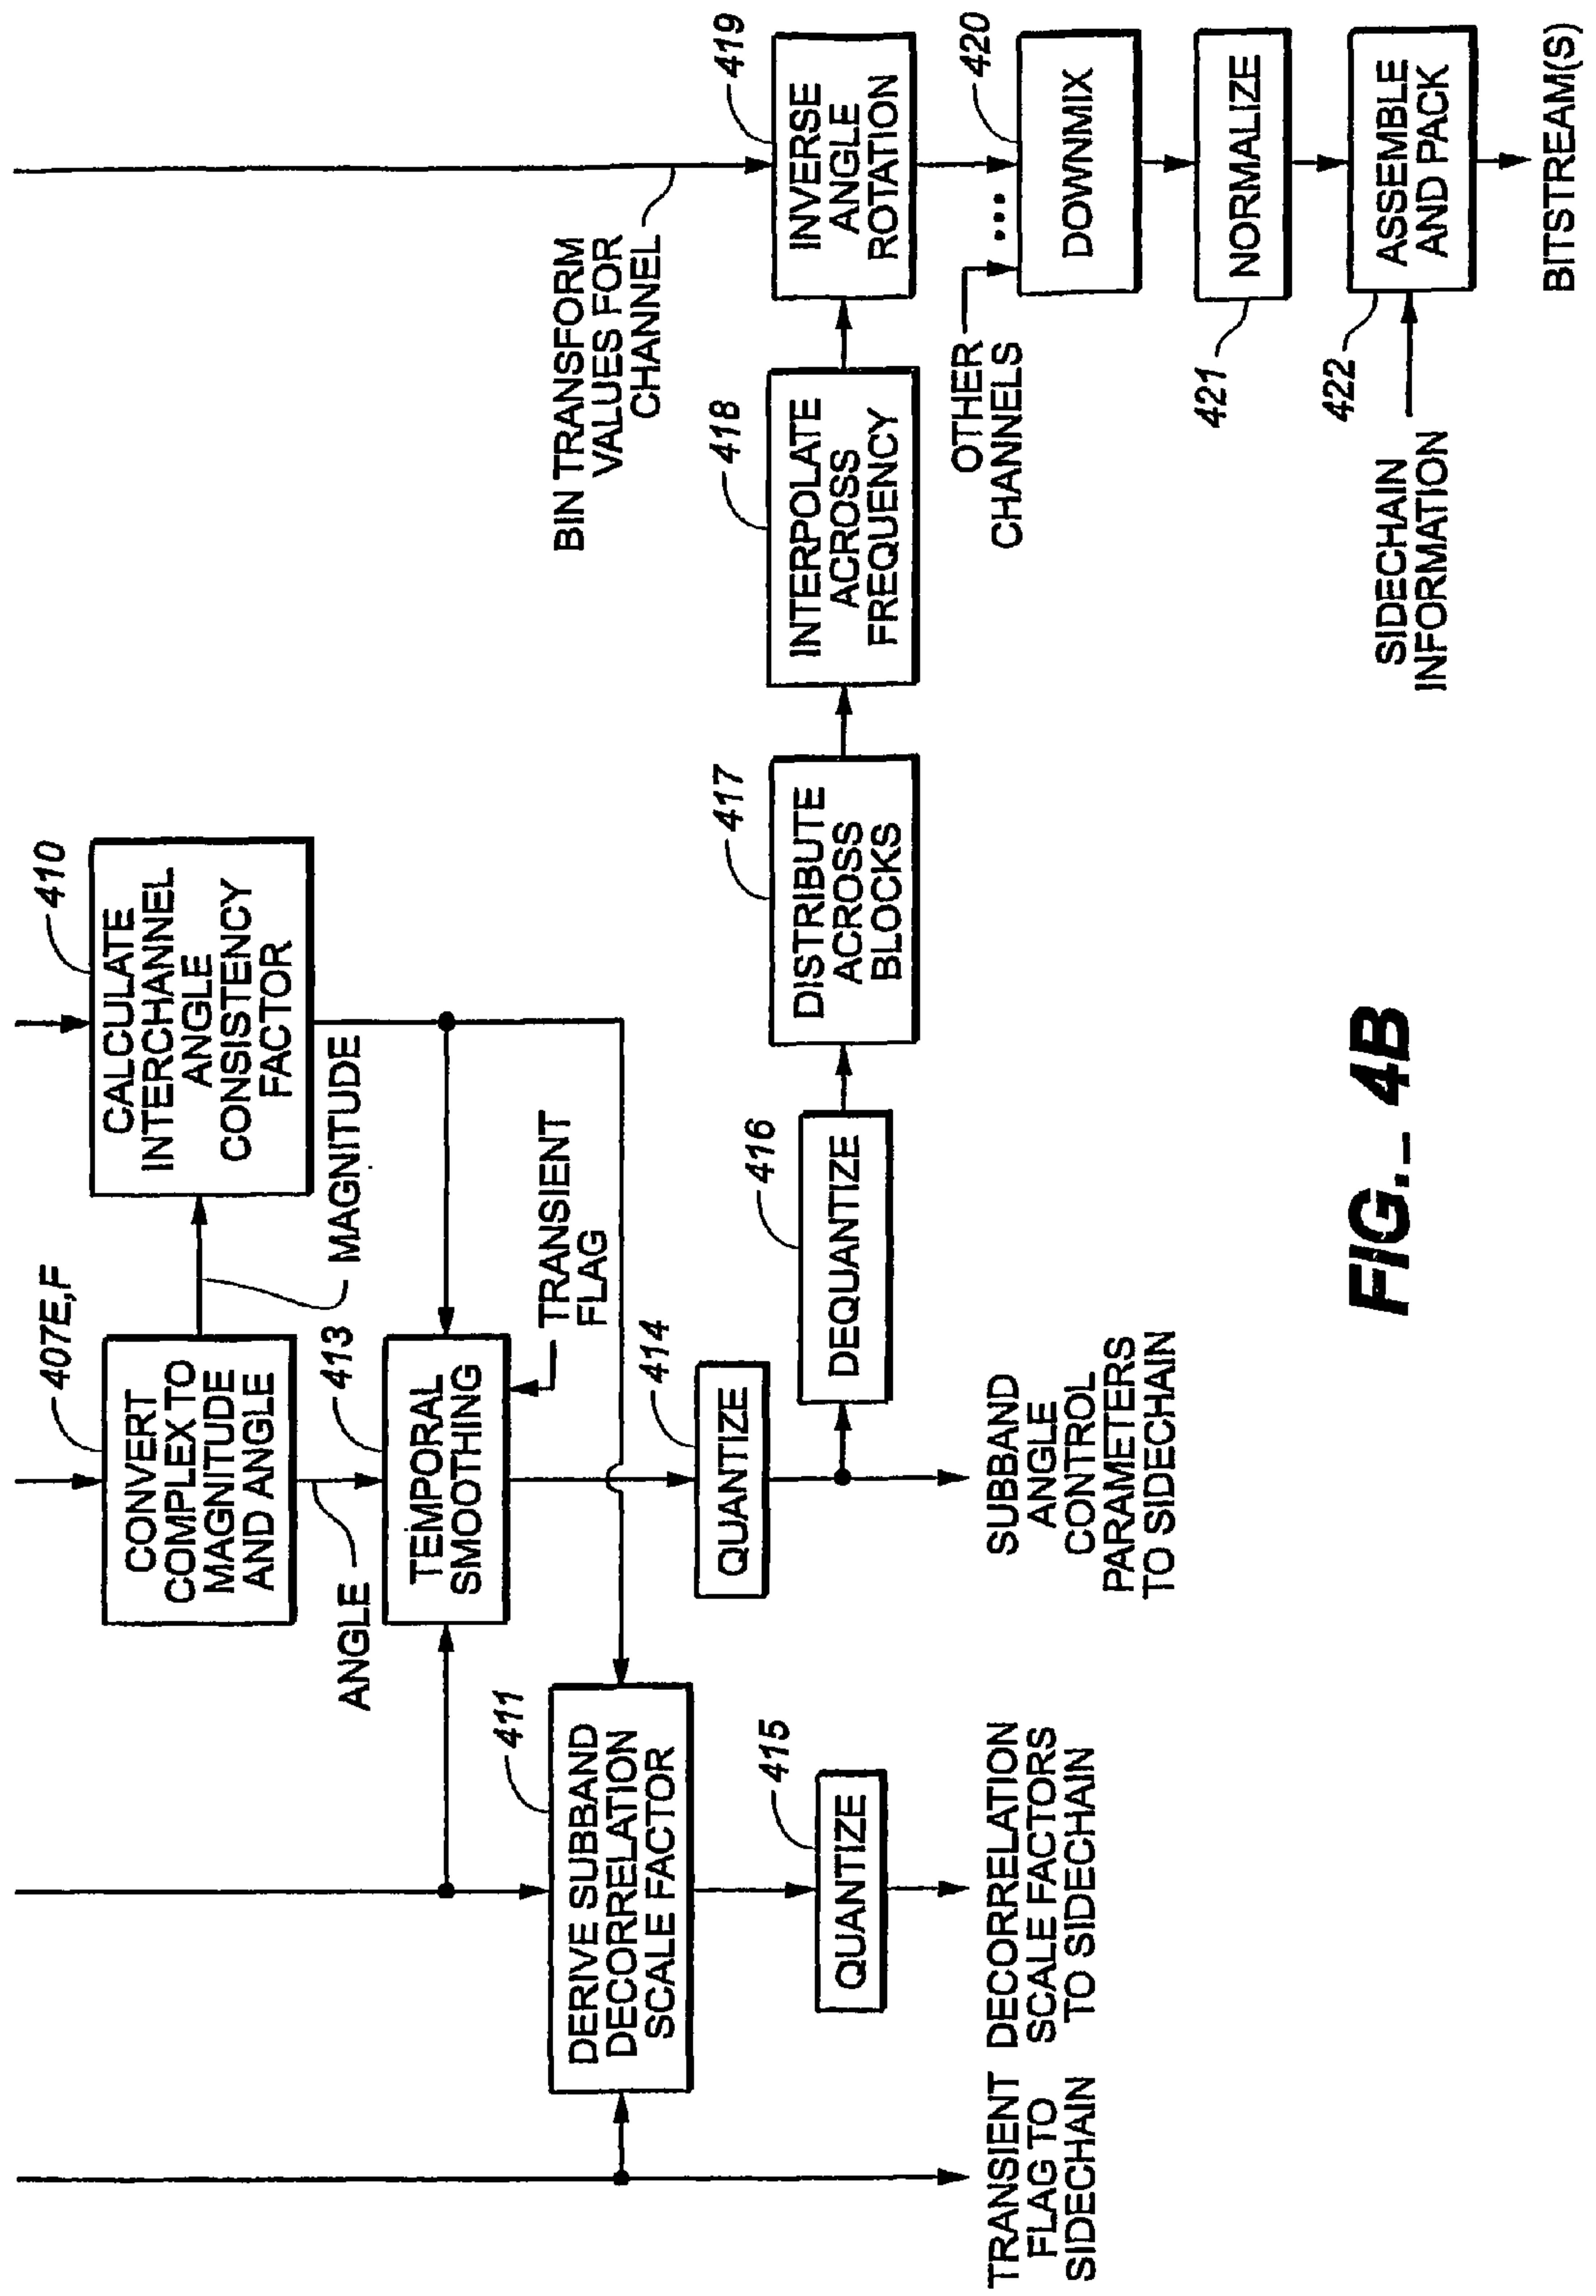 407E,F
CONVERT
COMPLEX TO
MAGNITUDE
AND ANGLE
410
CALCULATE
INTERCHANNEL
ANGLE
CONSISTENCY
FACTOR
MAGNITUDE
ANGLE
413
TEMPORAL
SMOOTHING
TRANSIENT
FLAG
411
DERIVE SUBBAND
DECORRELATION
SCALE FACTOR
414
QUANTIZE
415
QUANTIZE
416
DEQUANTIZE
417
DISTRIBUTE
ACROSS
BLOCKS
418
INTERPOLATE
ACROSS
FREQUENCY
BIN TRANSFORM
VALUES FOR
CHANNEL
419
INVERSE
ANGLE
ROTATION
OTHER
CHANNELS
...
420
DOWNMIX
421
NORMALIZE
422
ASSEMBLE
AND PACK
SIDECHAIN
INFORMATION
BITSTREAM(S)
TRANSIENT
FLAG TO
SIDECHAIN
DECORRELATION
SCALE FACTORS
TO SIDECHAIN
SUBBAND
ANGLE
CONTROL
PARAMETERS
TO SIDECHAIN
FIG._ 4B